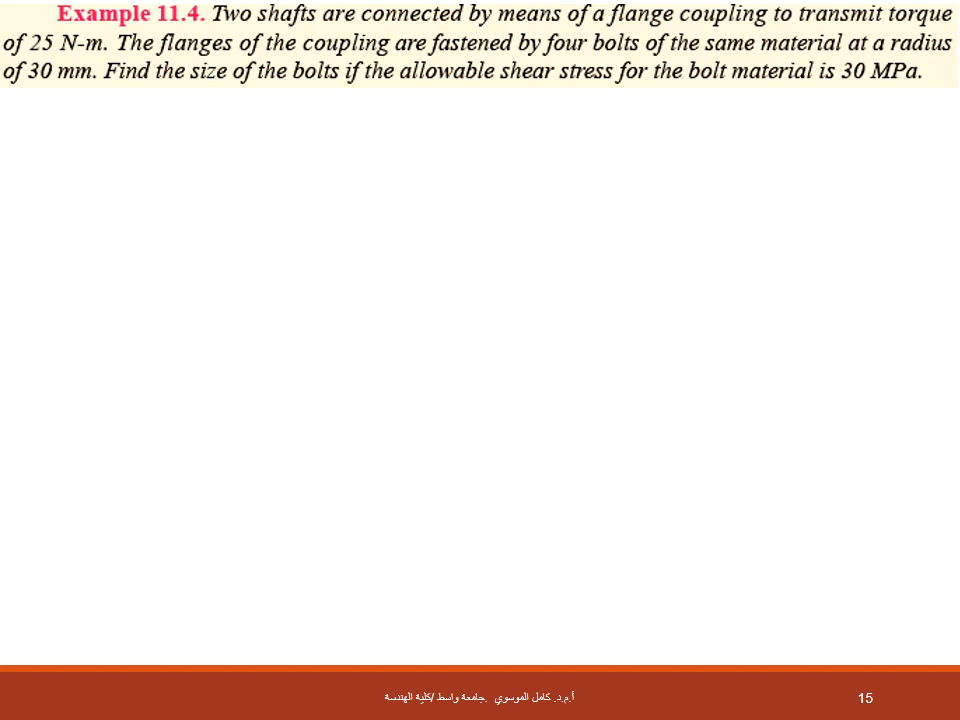 Example 11.4. Two shafts are connected by means of a flange coupling to transmit torque
of 25 N-m. The flanges of the coupling are fastened by four bolts of the same material at a radius
of 30 mm. Find the size of the bolts if the allowable shear stress for the bolt material is 30 MPa.
أ.م.د. كامل الموسوي .جامعة واسط /كلية الهندسة
15